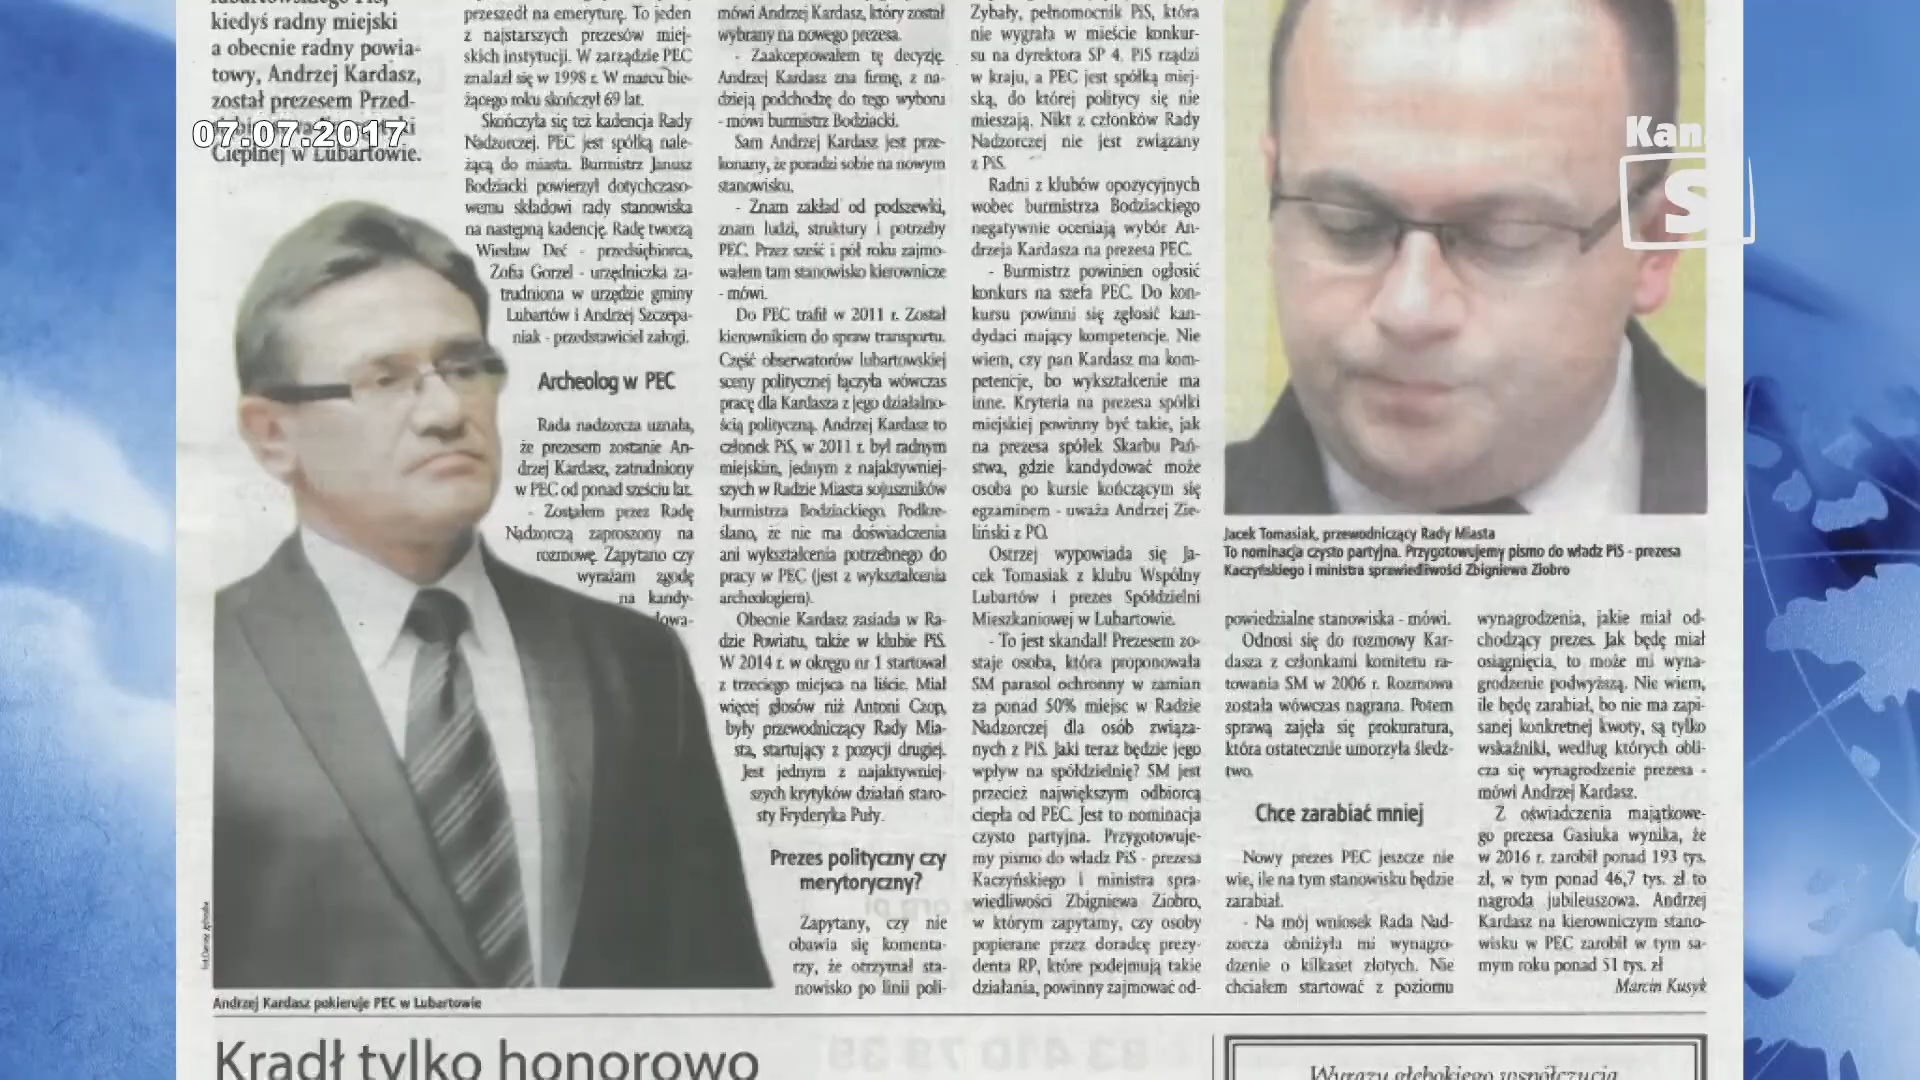 kiedyś radny miejski
a obecnie radny powia-
towy, Andrzej Kardasz,
został prezesem Przed-
07.07.2017
Cieplnej w Lubartowie.
przeszedł na emeryturę. To jeden
z najstarszych prezesów miej-
skich instytucji. W zarządzie PEC
znalazł się w 1998 r. W marcu bie-
żącego roku skończył 69 lat.
Skończyła się też kadencja Rady
Nadzorczej. PEC jest spółką nale-
żącą do miasta. Burmistrz Janusz
Bodziacki powierzył dotychczaso-
wemu składowi rady stanowiska
na następną kadencję. Radę tworzą
Wiesław Deć - przedsiębiorca,
Zofia Gorzel - urzędniczka za-
trudniona w urzędzie gminy
Lubartów i Andrzej Szczepa-
niak - przedstawiciel załogi.
Archeolog w PEC
Rada nadzorcza uznała,
że prezesem zostanie An-
drzej Kardasz, zatrudniony
w PEC od ponad sześciu lat.
- Zostałem przez Radę
Nadzorczą zaproszony na
rozmowę. Zapytano czy
wyrażam zgodę
na kandy-
dowa-
Andrzej Kardasz pokieruje PEC w Lubartowie
mówi Andrzej Kardasz, który został
wybrany na nowego prezesa.
- Zaakceptowałem tę decyzję.
Andrzej Kardasz zna firmę, z na-
dzieją podchodzę do tego wyboru
- mówi burmistrz Bodziacki.
Sam Andrzej Kardasz jest prze-
konany, że poradzi sobie na nowym
stanowisku.
- Znam zakład od podszewki,
znam ludzi, struktury i potrzeby
PEC. Przez sześć i pół roku zajmo-
wałem tam stanowisko kierownicze
- mówi.
Do PEC trafił w 2011 r. Został
kierownikiem do spraw transportu.
Część obserwatorów lubartowskiej
sceny politycznej łączyła wówczas
pracę dla Kardasza z jego działalno-
ścią polityczną. Andrzej Kardasz to
członek PiS, w 2011 r. był radnym
miejskim, jednym z najaktywniej-
szych w Radzie Miasta sojuszników
burmistrza Bodziackiego. Podkre-
ślano, że nie ma doświadczenia
ani wykształcenia potrzebnego do
pracy w PEC (jest z wykształcenia
archeologiem).
Obecnie Kardasz zasiada w Ra-
dzie Powiatu, także w klubie PiS.
W 2014 r. w okręgu nr 1 startował
z trzeciego miejsca na liście. Miał
więcej głosów niż Antoni Czop,
były przewodniczący Rady Mia-
sta, startujący z pozycji drugiej.
Jest jednym z najaktywniej-
szych krytyków działań staro-
sty Fryderyka Puły.
Prezes polityczny czy
merytoryczny?
Zapytany, czy nie
obawia się komenta-
rzy, że otrzymał sta-
nowisko po linii poli-
Zybały, pełnomocnik PiS, która
nie wygrała w mieście konkur-
su na dyrektora SP 4. PiS rządzi
w kraju, a PEC jest spółką miej-
ską, do której politycy się nie
mieszają. Nikt z członków Rady
Nadzorczej nie jest związany
z PiS.
Radni z klubów opozycyjnych
wobec burmistrza Bodziackiego
negatywnie oceniają wybór An-
drzeja Kardasza na prezesa PEC.
- Burmistrz powinien ogłosić
konkurs na szefa PEC. Do kon-
kursu powinni się zgłosić kan-
dydaci mający kompetencje. Nie
wiem, czy pan Kardasz ma kom-
petencje, bo wykształcenie ma
inne. Kryteria na prezesa spółki
miejskiej powinny być takie, jak
na prezesa spółek Skarbu Pań-
stwa, gdzie kandydować może
osoba po kursie kończącym się
egzaminem - uważa Andrzej Zie-
liński z PO.
Ostrzej wypowiada się Ja-
cek Tomasiak z klubu Wspólny
Lubartów i prezes Spółdzielni
Mieszkaniowej w Lubartowie.
- To jest skandal! Prezesem zo-
staje osoba, która proponowała
SM parasol ochronny w zamian
za ponad 50% miejsc w Radzie
Nadzorczej dla osób związa-
nych z PiS. Jaki teraz będzie jego
wpływ na spółdzielnię? SM jest
przecież największym odbiorcą
ciepła od PEC. Jest to nominacja
czysto partyjna. Przygotowuje-
my pismo do władz PiS - prezesa
Kaczyńskiego i ministra spra-
wiedliwości Zbigniewa Ziobro,
w którym zapytamy, czy osoby
popierane przez doradcę prezy-
denta RP, które podejmują takie
działania, powinny zajmować od-
Kana
S
Jacek Tomasiak, przewodniczący Rady Miasta
To nominacja czysto partyjna. Przygotowujemy pismo do władz PiS - prezesa
Kaczyńskiego i ministra sprawiedliwości Zbigniewa Ziobro
powiedzialne stanowiska - mówi.
Odnosi się do rozmowy Kar-
dasza z członkami komitetu ra-
towania SM w 2006 r. Rozmowa
została wówczas nagrana. Potem
sprawą zajęła się prokuratura,
która ostatecznie umorzyła śledz-
two.
Chce zarabiać mniej
Nowy prezes PEC jeszcze nie
wie, ile na tym stanowisku będzie
zarabiał.
- Na mój wniosek Rada Nad-
zorcza obniżyła mi wynagro-
dzenie o kilkaset złotych. Nie
chciałem startować z poziomu
wynagrodzenia, jakie miał od-
chodzący prezes. Jak będę miał
osiągnięcia, to może mi wyna-
grodzenie podwyższą. Nie wiem,
ile będę zarabiał, bo nie ma zapi-
sanej konkretnej kwoty, są tylko
wskaźniki, według których obli-
cza się wynagrodzenie prezesa -
mówi Andrzej Kardasz.
Z oświadczenia majątkowe-
go prezesa Gasiuka wynika, że
w 2016 r. zarobił ponad 193 tys.
zł, w tym ponad 46,7 tys. zł to
nagroda jubileuszowa. Andrzej
Kardasz na kierowniczym stano-
wisku w PEC zarobił w tym sa-
mym roku ponad 51 tys. zł
Marcin Kusyk
Kradł tylko honorowo
Wyrazy głębokiego współczucia